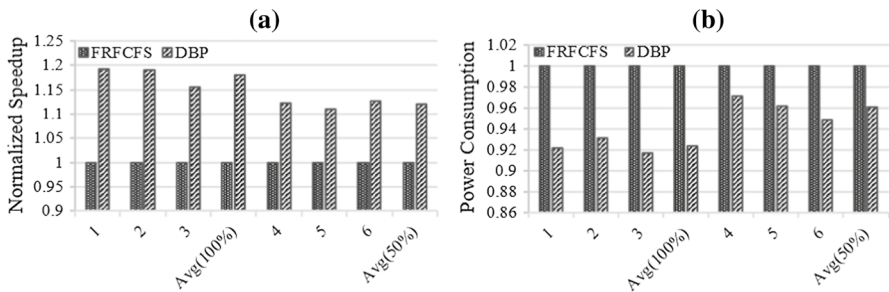 (a)
FRFCFS DBP
Normalized Speedup
1.25
1.2
1.15
1.1
1.05
1
0.95
0.9
1
2
3
Avg(100%)
4
5
6
Avg(50%)
(b)
FRFCFS DBP
Power Consumption
1.02
1
0.98
0.96
0.94
0.92
0.9
0.88
0.86
1
2
3
Avg(100%)
4
5
6
Avg(50%)